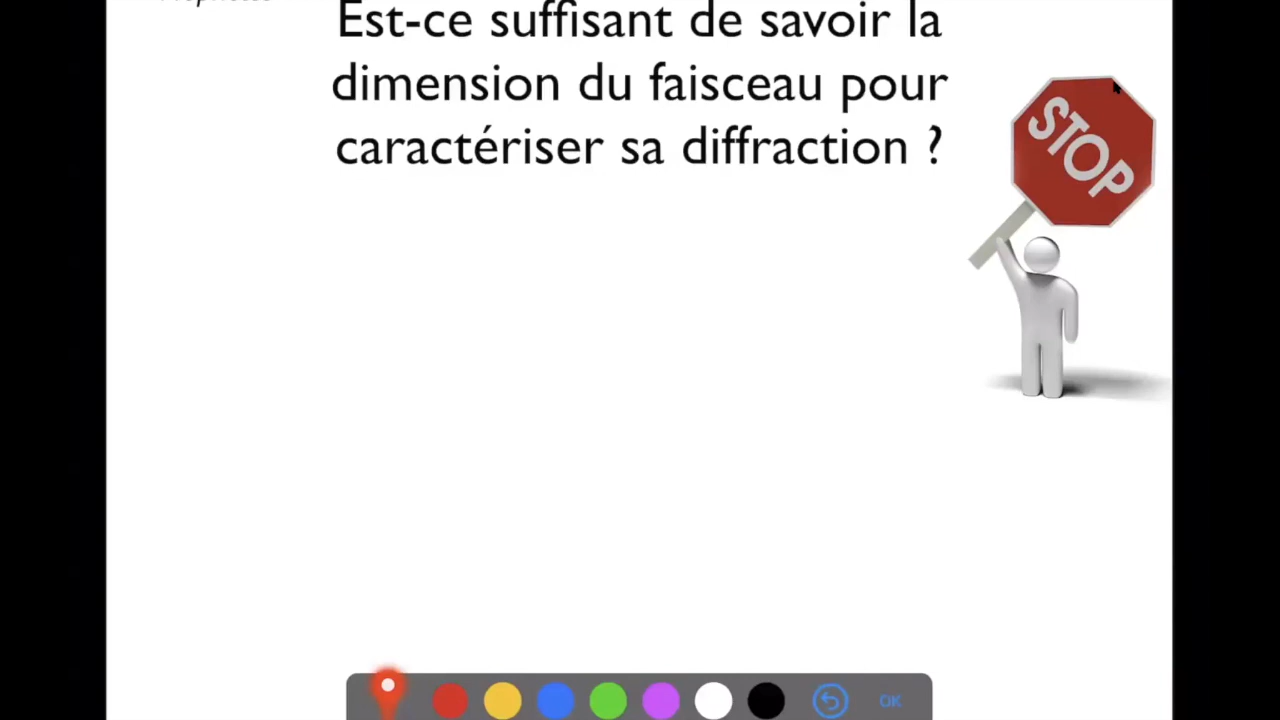 Est-ce suffisant de savoir la
dimension du faisceau pour
caractériser sa diffraction ?
STOP
OK